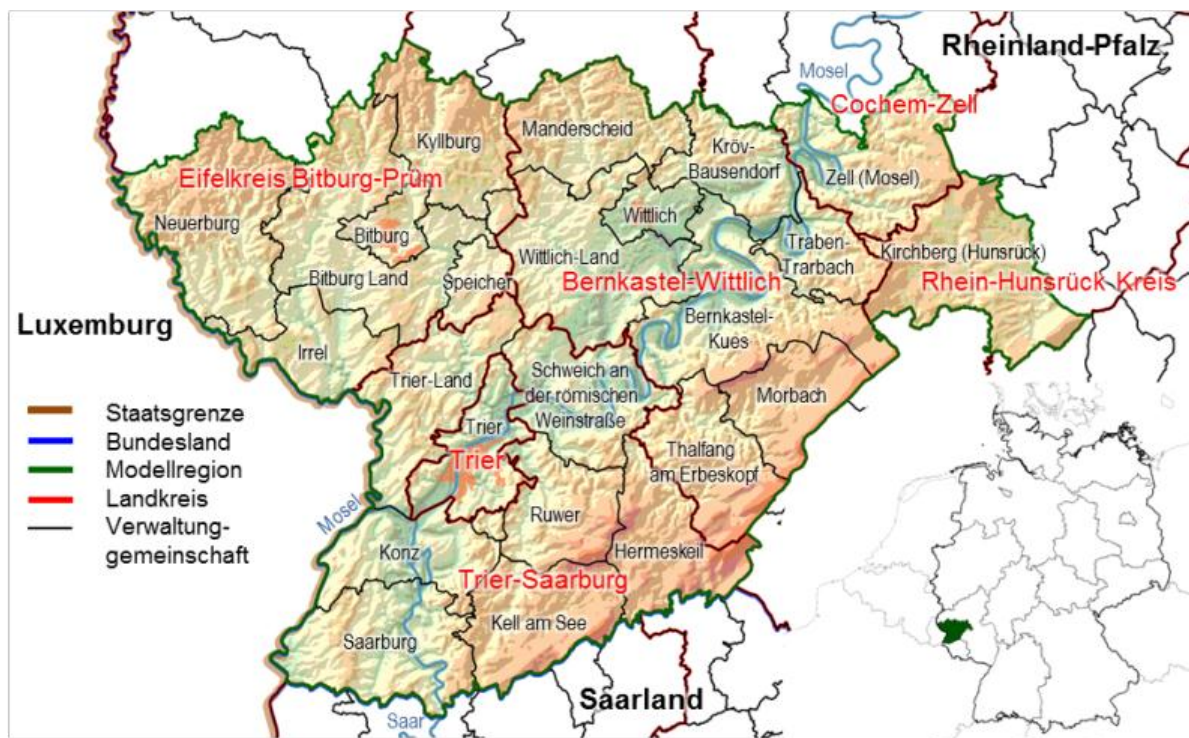 Rheinland-Pfalz
Mosel
Cochem-Zell
Kyllburg
Manderscheid
Kröv-
Bausendorf
Zell (Mosel)
Eifelkreis Bitburg-Prüm
Neuerburg
Bitburg
Wittlich
Traben-
Trarbach
Kirchberg (Hunsrück)
Bitburg Land
Speicher
Wittlich-Land
Bernkastel-Wittlich
Rhein-Hunsrück Kreis
Luxemburg
Irrel
Bernkastel-
Kues
Trier-Land
Schweich an
der römischen
Weinstraße
Morbach
Staatsgrenze
Bundesland
Modellregion
Landkreis
Verwaltung-
gemeinschaft
Trier
Trier
Thalfang
am Erbeskopf
Mosel
Ruwer
Konz
Hermeskeil
Trier-Saarburg
Kell am See
Saarburg
Saarland
Saar